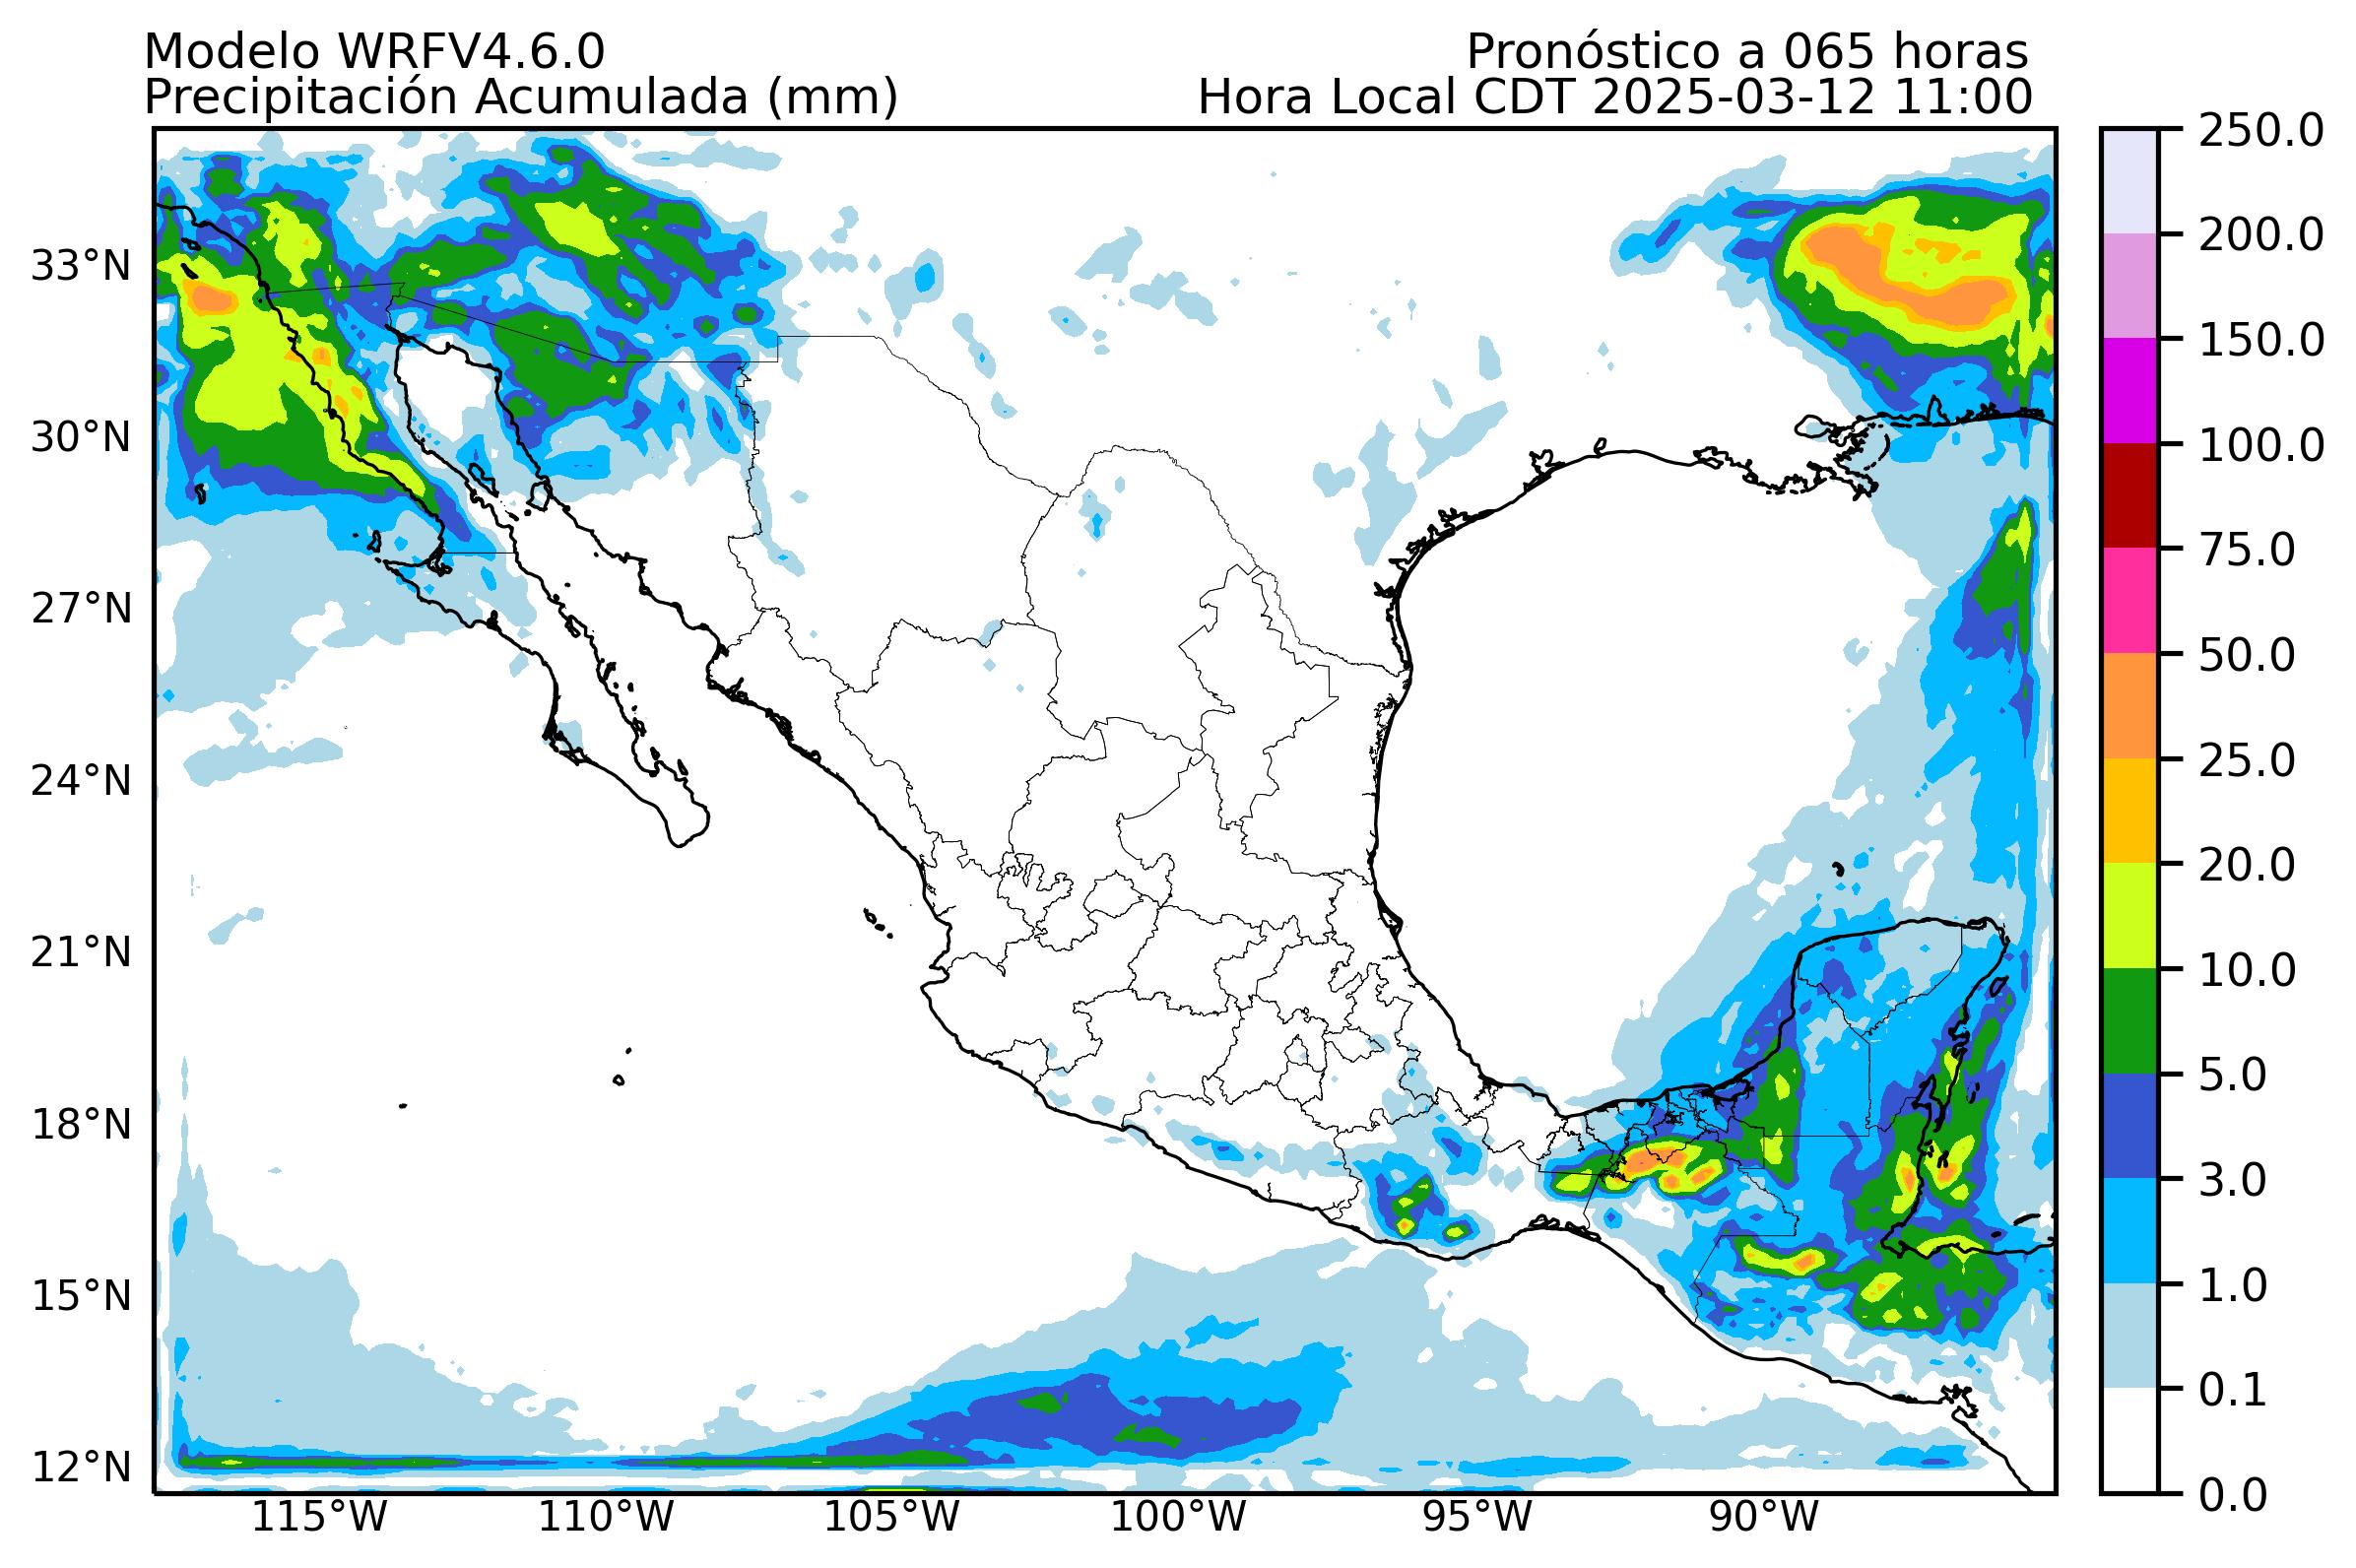 Modelo WRFV4.6.0
Pronóstico a 065 horas
Precipitación Acumulada (mm)
Hora Local CDT 2025-03-12 11:00
33°N
30°N
27°N
24°N
21°N
18°N
15°N
12°N
115°W
110°W
105°W
100°W
95°W
90°W
250.0
200.0
150.0
100.0
75.0
50.0
25.0
20.0
10.0
5.0
3.0
1.0
0.1
0.0